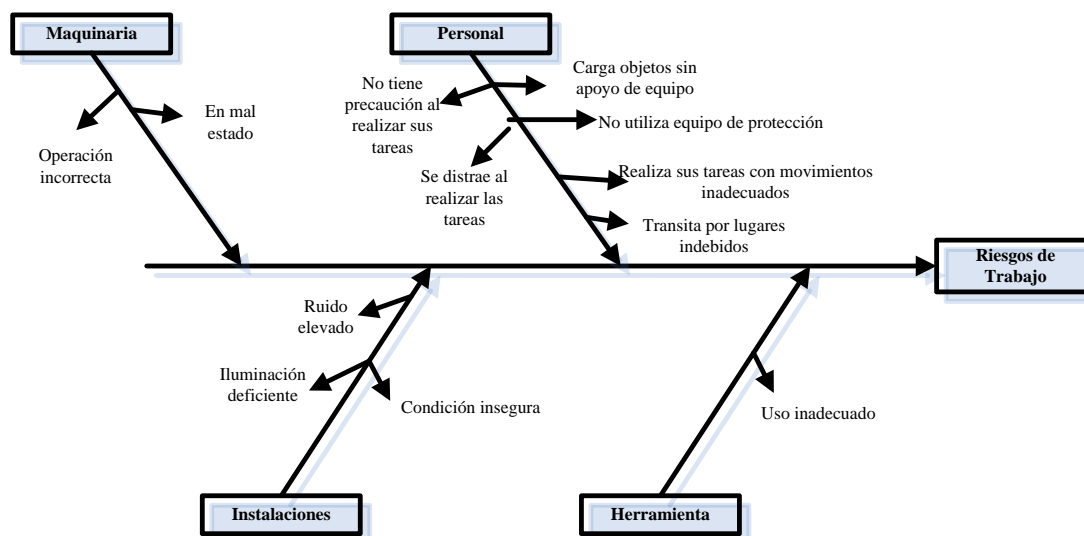 Maquinaria
Personal
Operación
incorrecta
En mal
estado
No tiene
precaución al
realizar sus
tareas
Carga objetos sin
apoyo de equipo
No utiliza equipo de protección
Se distrae al
realizar las
tareas
Realiza sus tareas con movimientos
inadecuados
Transita por lugares
indebidos
Riesgos de
Trabajo
Ruido
elevado
Iluminación
deficiente
Condición insegura
Uso inadecuado
Instalaciones
Herramienta